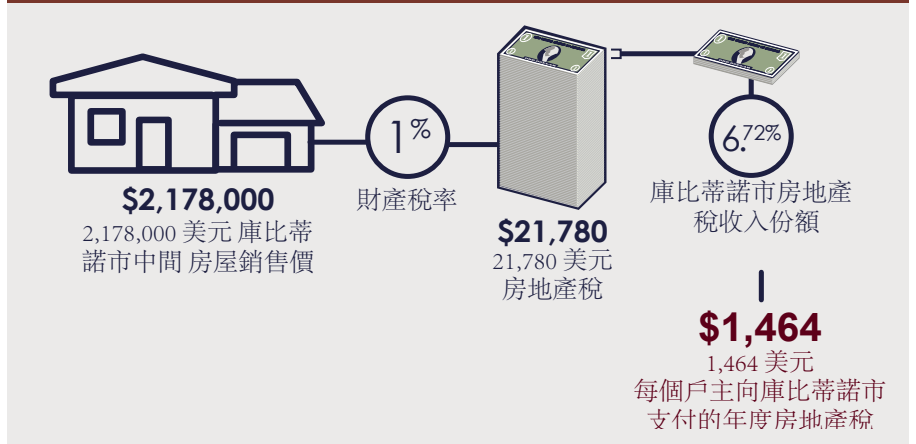 1%
6.72%
$2,178,000
2,178,000 美元 庫比蒂
諾市中間 房屋銷售價
財產稅率
$21,780
21,780 美元
房地產稅
庫比蒂諾市房地產
稅收入份額
$1,464
1,464 美元
每個戶主向庫比蒂諾市
支付的年度房地產稅